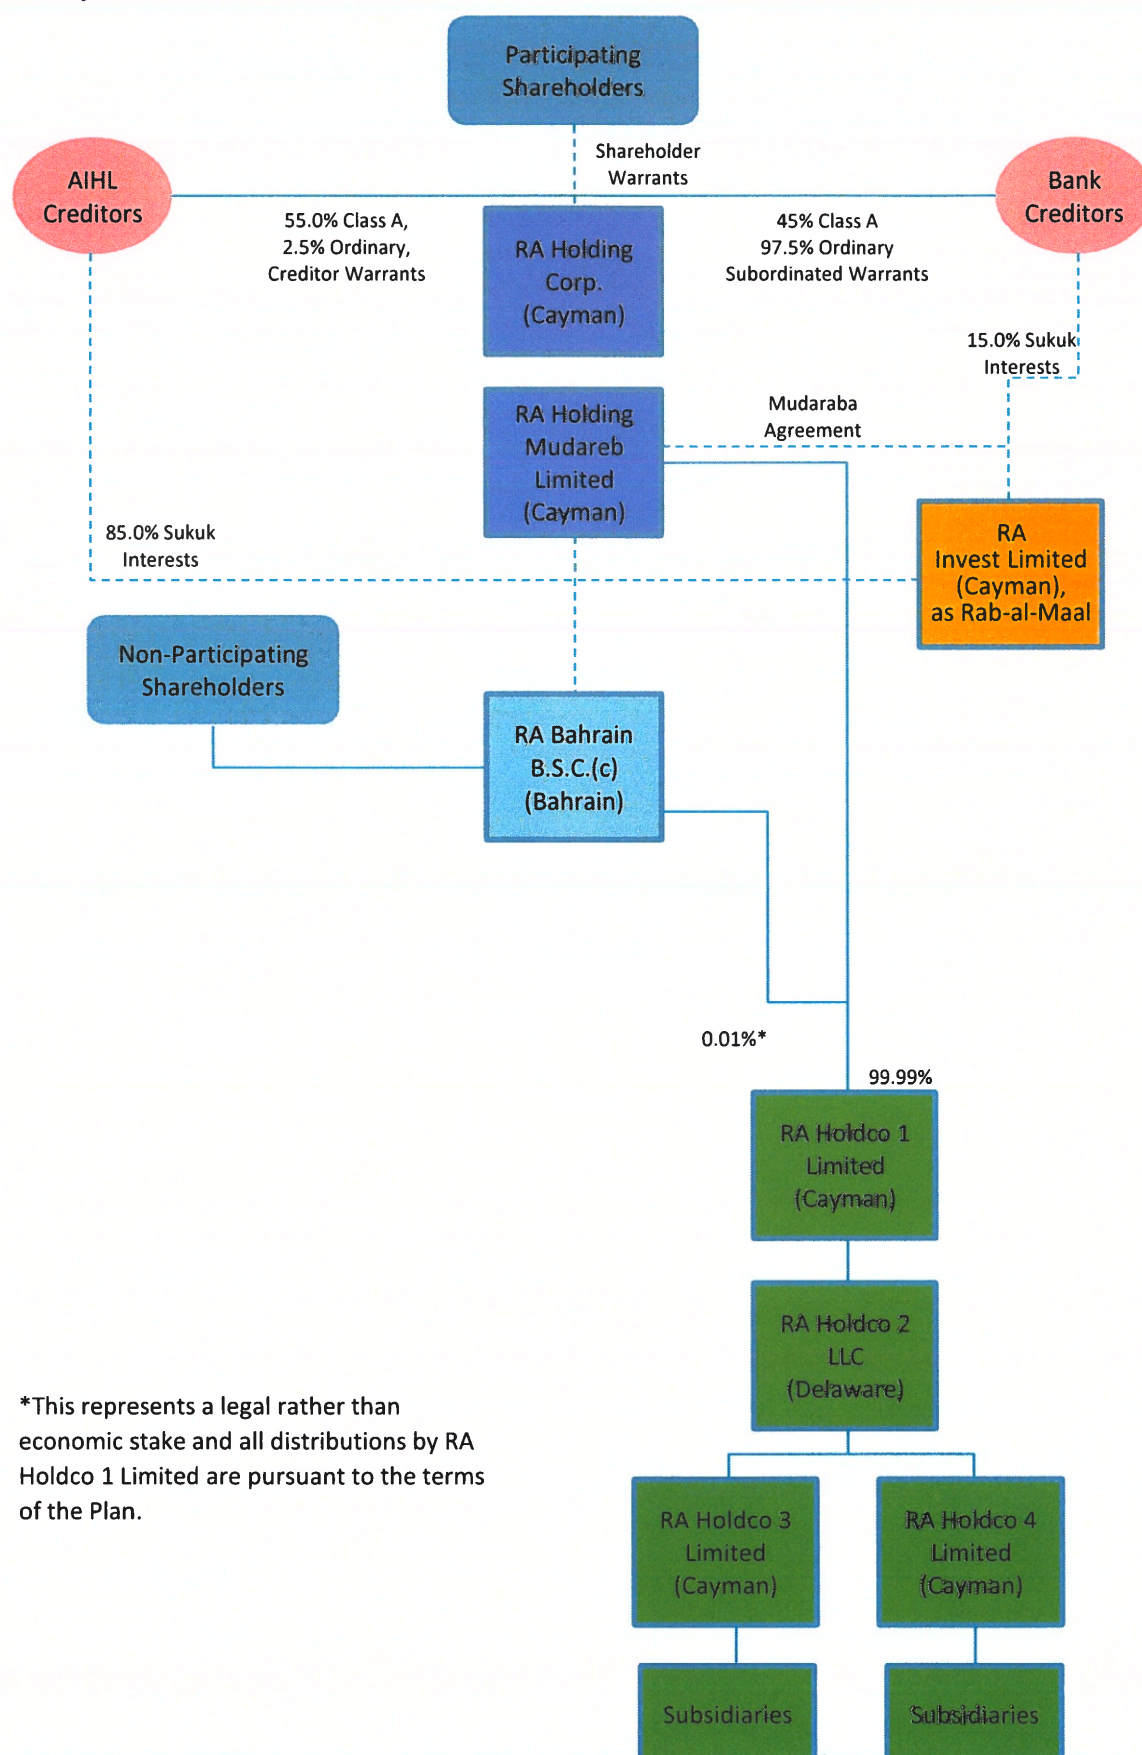 Participating
Shareholders
Shareholder
Warrants
AIHL
Creditors
Bank
Creditors
55.0% Class A,
2.5% Ordinary,
Creditor Warrants
RA Holding
Corp.
(Cayman)
45% Class A
97.5% Ordinary
Subordinated Warrants
15.0% Sukuk
Interests
RA Holding
Mudareb
Limited
(Cayman)
Mudaraba
Agreement
85.0% Sukuk
Interests
RA
Invest Limited
(Cayman),
as Rab-al-Maal
Non-Participating
Shareholders
RA Bahrain
B.S.C.(c)
(Bahrain)
0.01%*
99.99%
RA Holdco 1
Limited
(Cayman)
RA Holdco 2
LLC
(Delaware)
*This represents a legal rather than
economic stake and all distributions by RA
Holdco 1 Limited are pursuant to the terms
of the Plan.
RA Holdco 3
Limited
(Cayman)
RA Holdco 4
Limited
(Cayman)
Subsidiaries
Subsidiaries